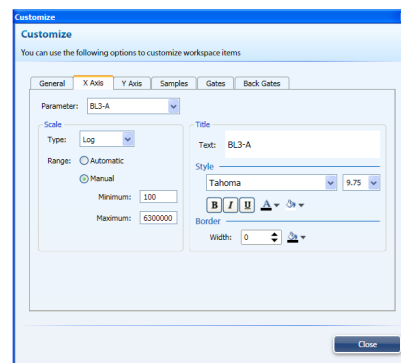 Customize
Customize
You can use the following options to customize workspace items
General X Axis Y Axis Samples Gates Back Gates
Parameter: BL3-A
Scale
Type: Log
Range: Automatic
Manual
Minimum: 100
Maximum: 6300000
Title
Text: BL3-A
Style
Tahoma 9.75
B I U A
Border
Width: 0
Close